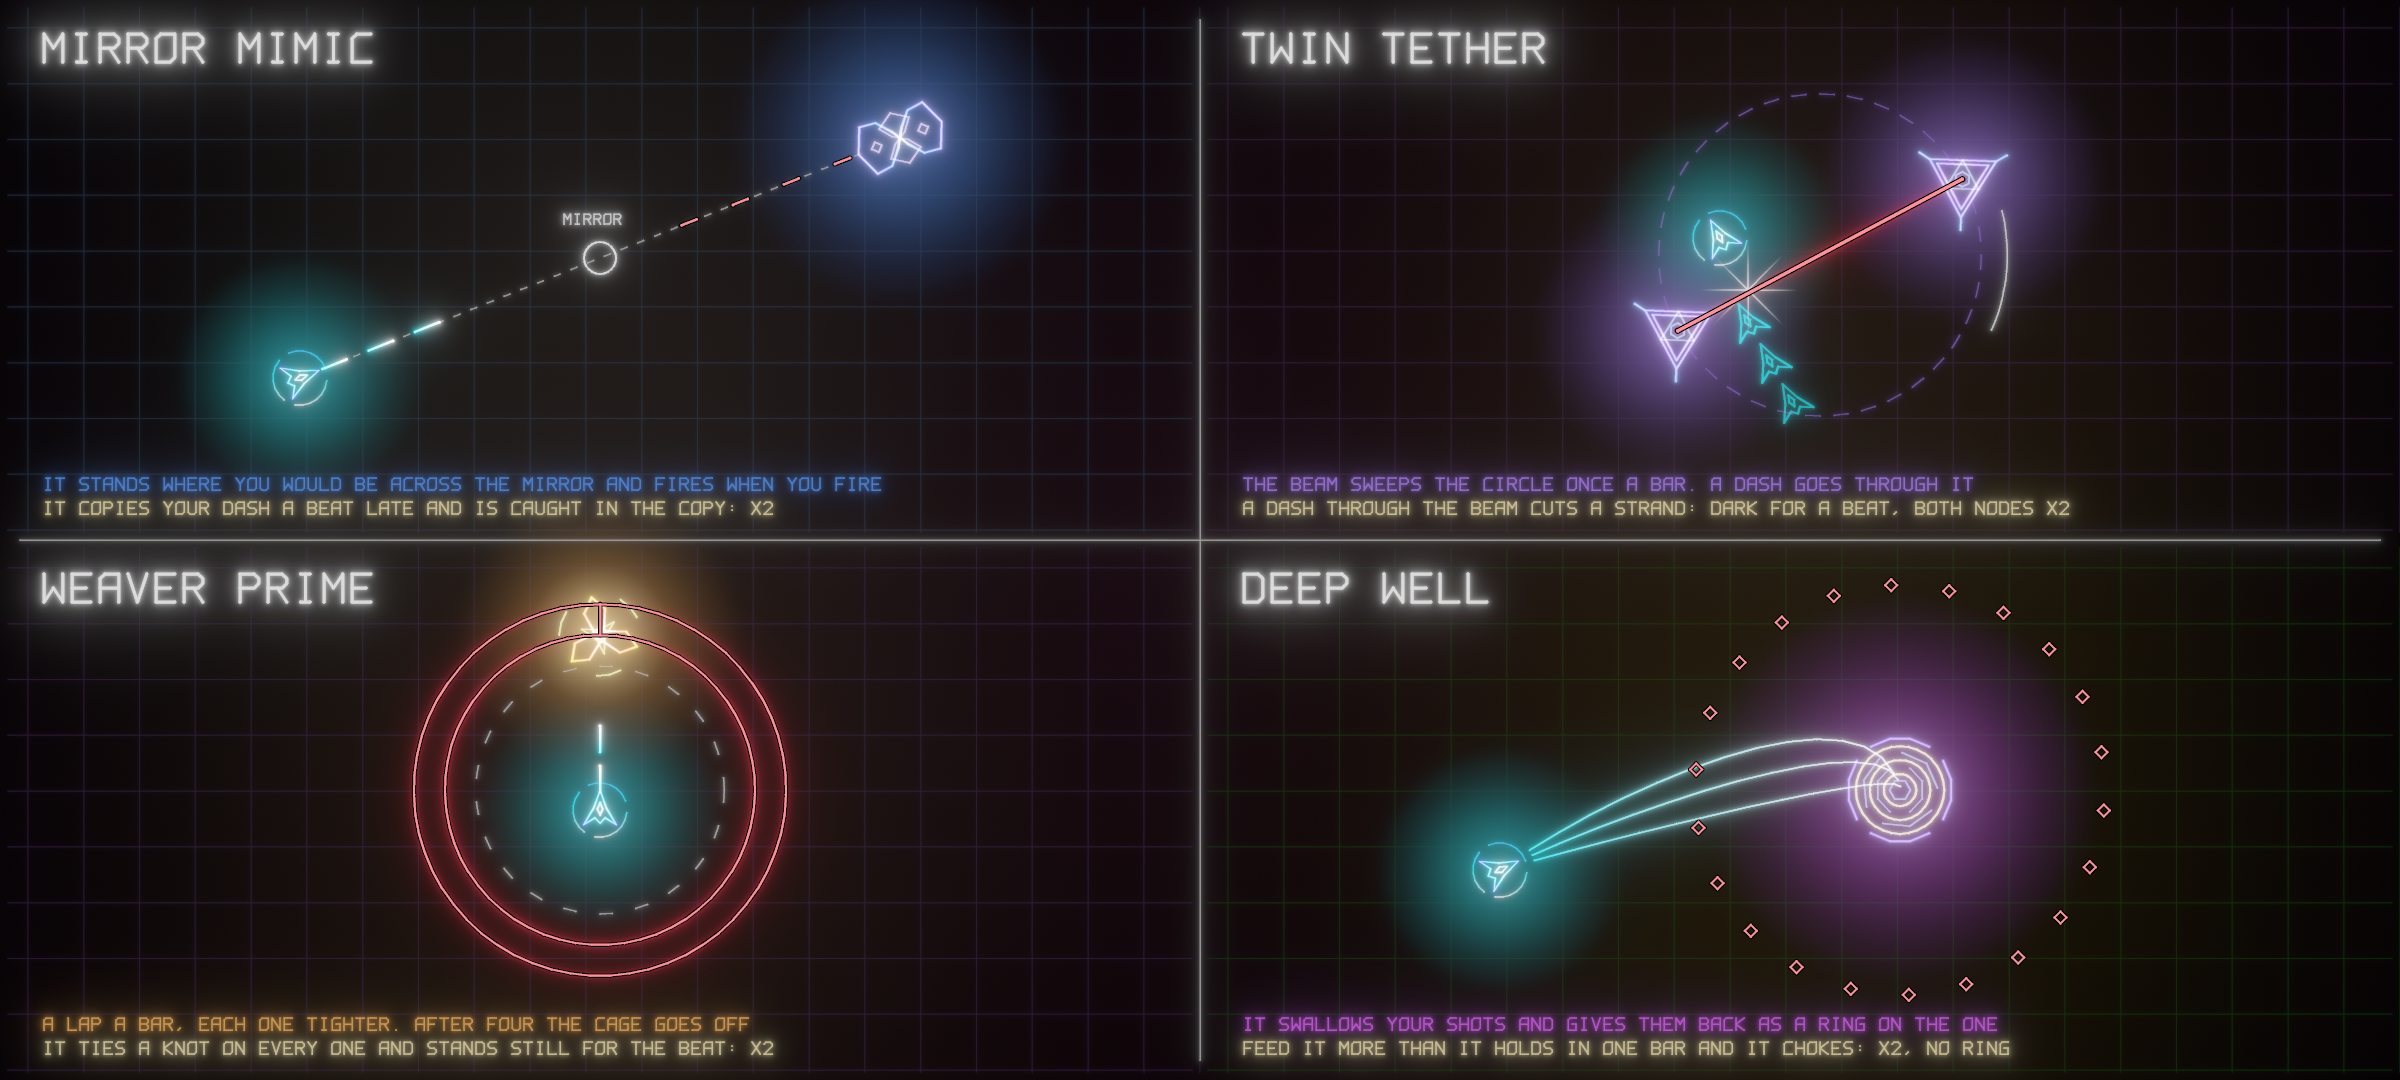 MIRROR MIMIC
MIRROR
IT STANDS WHERE YOU WOULD BE ACROSS THE MIRROR AND FIRES WHEN YOU FIRE
IT COPIES YOUR DASH A BEAT LATE AND IS CAUGHT IN THE COPY: X2
TWIN TETHER
THE BEAM SWEEPS THE CIRCLE ONCE A BAR. A DASH GOES THROUGH IT
A DASH THROUGH THE BEAM CUTS A STRAND: DARK FOR A BEAT, BOTH NODES X2
WEAVER PRIME
A LAP A BAR, EACH ONE TIGHTER. AFTER FOUR THE CAGE GOES OFF
IT TIES A KNOT ON EVERY ONE AND STANDS STILL FOR THE BEAT: X2
DEEP WELL
IT SWALLOWS YOUR SHOTS AND GIVES THEM BACK AS A RING ON THE ONE
FEED IT MORE THAN IT HOLDS IN ONE BAR AND IT CHOKES: X2, NO RING